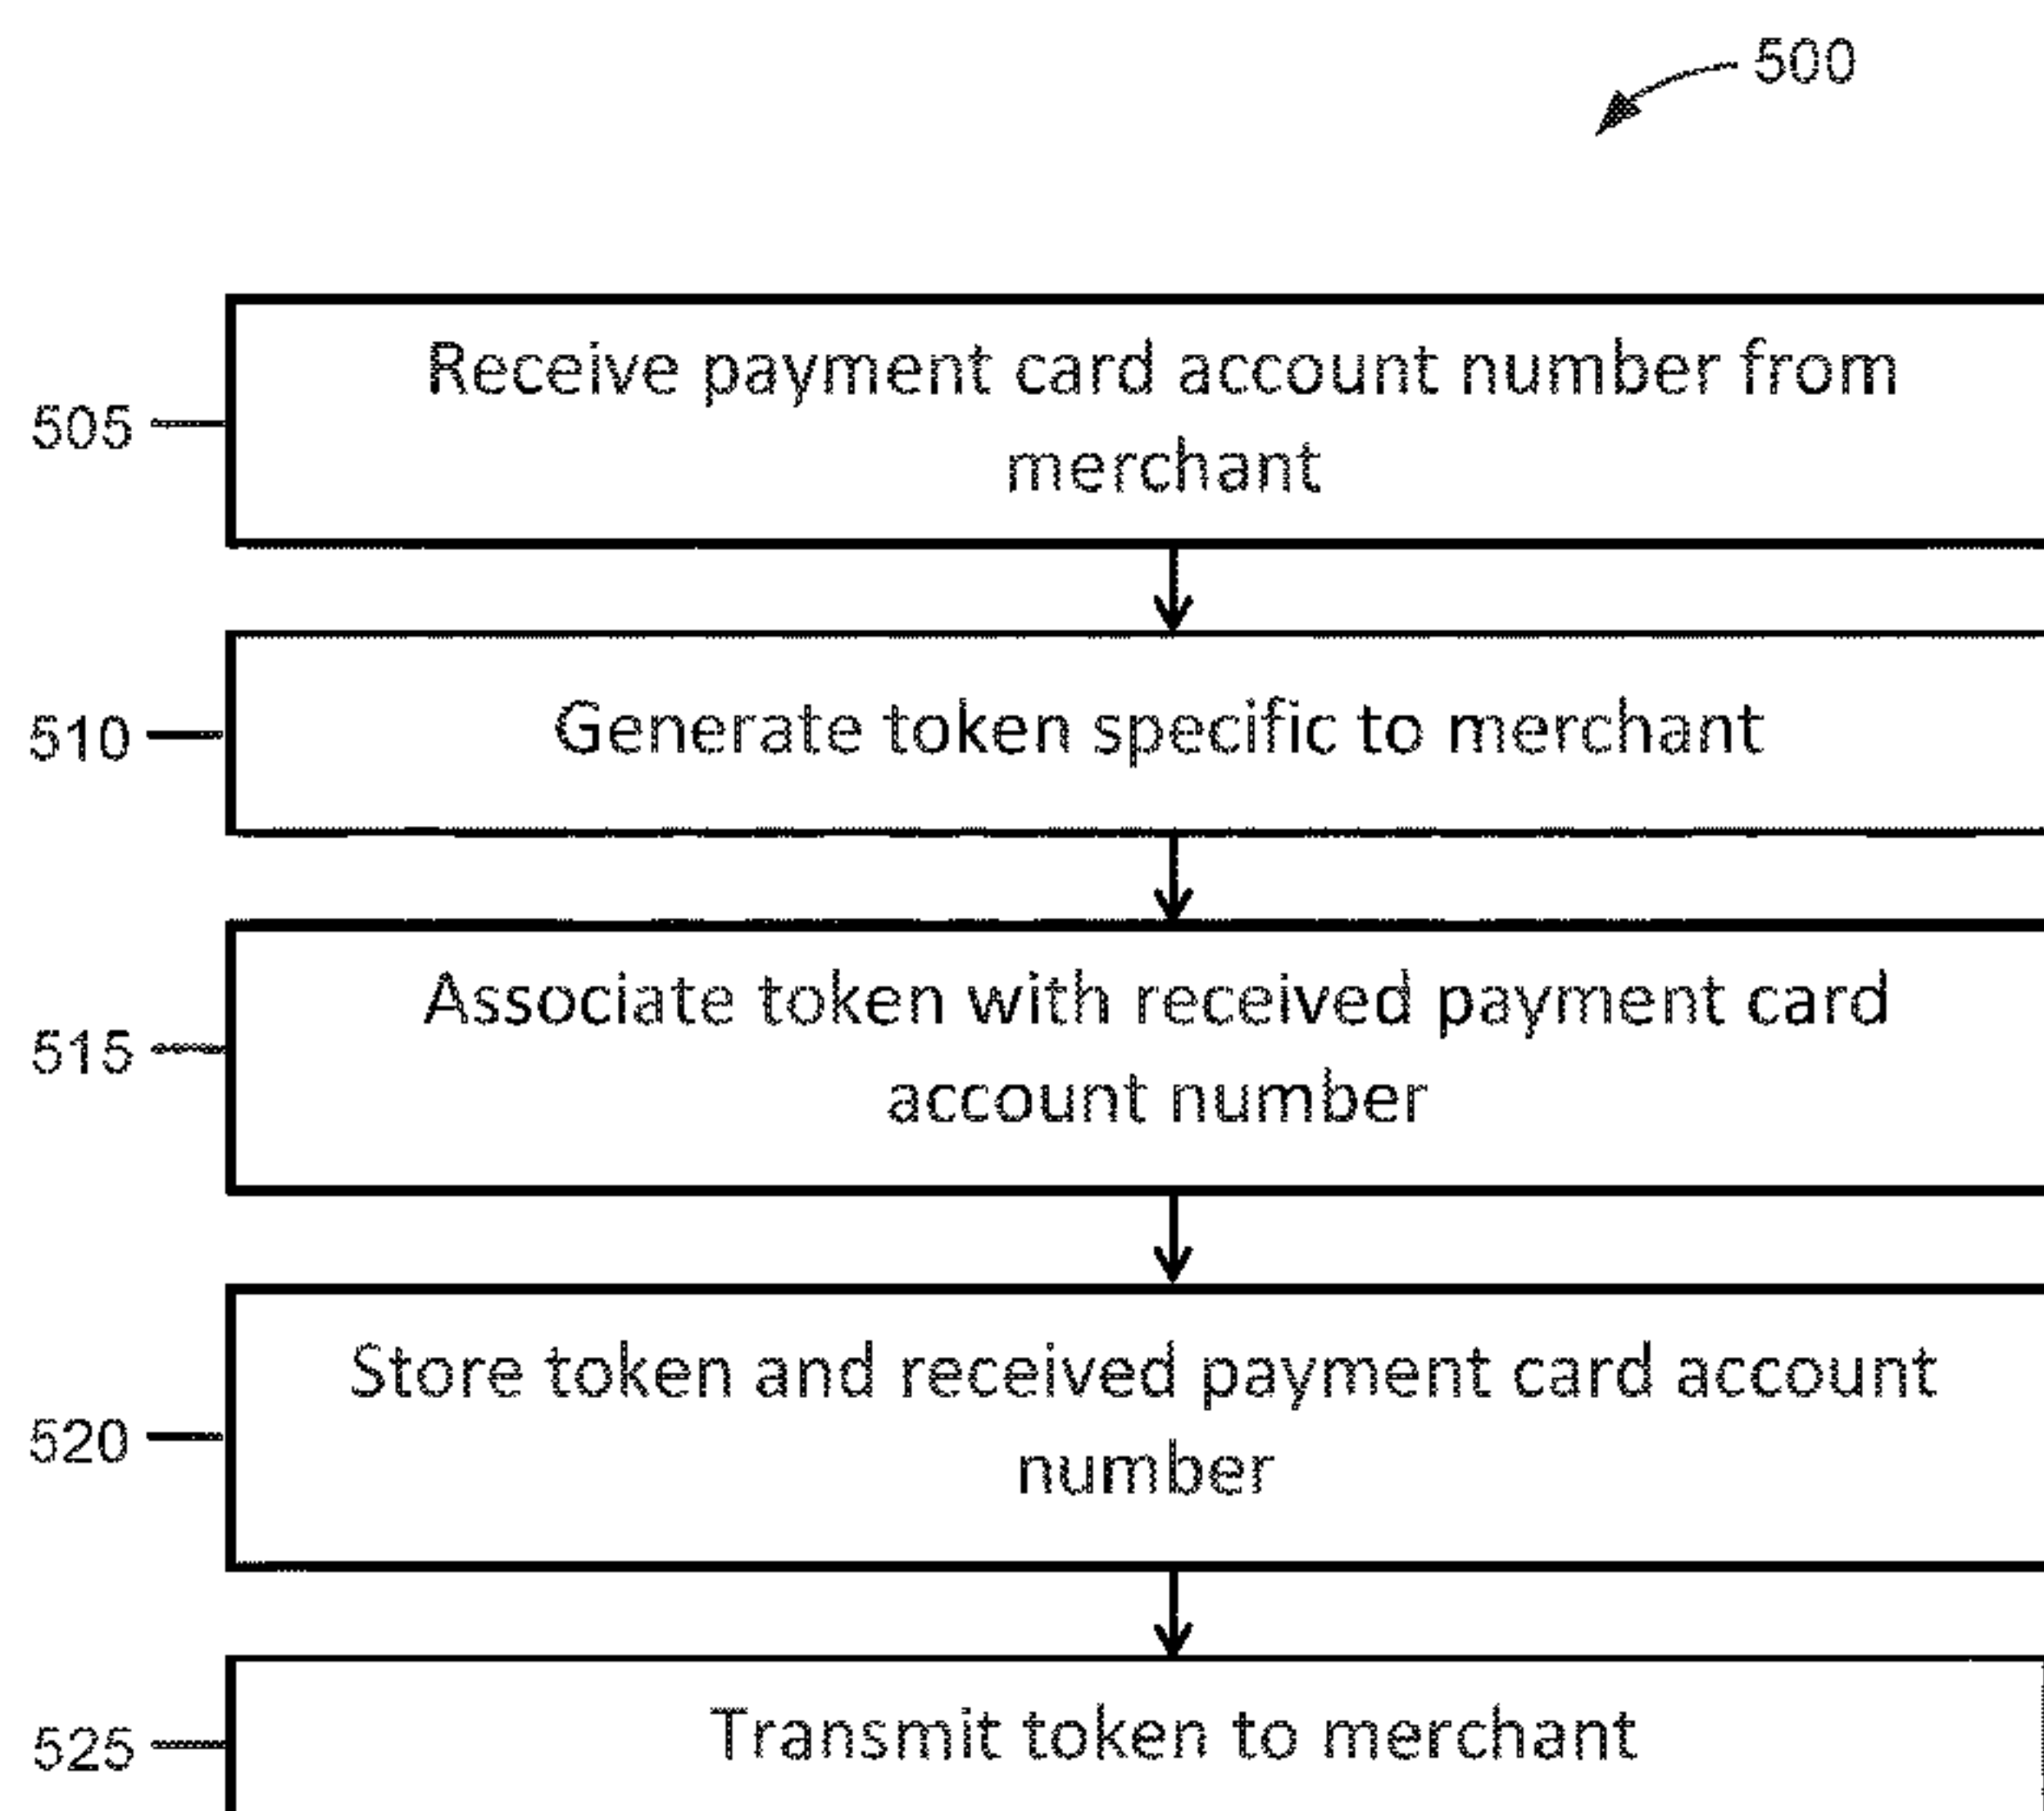 500
505
Receive payment card account number from
merchant
510
Generate token specific to merchant
515
Associate token with received payment card
account number
520
Store token and received payment card account
number
525
Transmit token to merchant